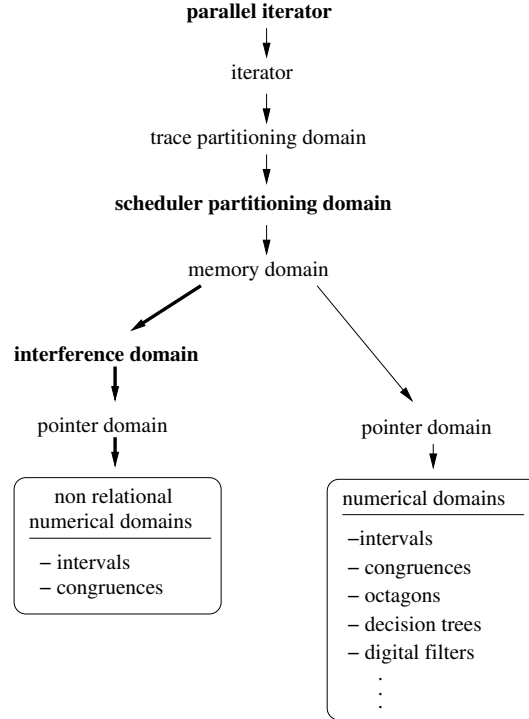 parallel iterator
iterator
trace partitioning domain
scheduler partitioning domain
memory domain
interference domain
pointer domain
non relational
numerical domains
– intervals
– congruences
pointer domain
numerical domains
–intervals
– congruences
– octagons
– decision trees
– digital filters
.
.
.